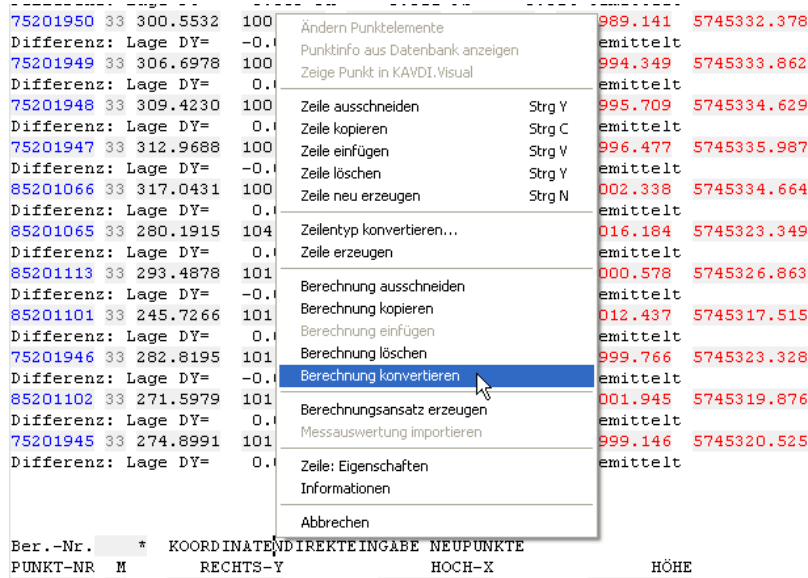 75201950 33 300.5532 100 989.141 5745332.378
Differenz: Lage DY= -0. emittelt
75201949 33 306.6978 100 994.349 5745333.862
Differenz: Lage DY= 0. emittelt
75201948 33 309.4230 100 995.709 5745334.629
Differenz: Lage DY= 0. emittelt
75201947 33 312.9688 100 996.477 5745335.987
Differenz: Lage DY= -0. emittelt
85201066 33 317.0431 100 002.338 5745334.664
Differenz: Lage DY= 0. emittelt
85201065 33 280.1915 104 016.184 5745323.349
Differenz: Lage DY= 0. emittelt
85201113 33 293.4878 101 000.578 5745326.863
Differenz: Lage DY= -0. emittelt
85201101 33 245.7266 101 012.437 5745317.515
Differenz: Lage DY= 0. emittelt
75201946 33 282.8195 101 999.766 5745323.328
Differenz: Lage DY= -0. emittelt
85201102 33 271.5979 101 001.945 5745319.876
Differenz: Lage DY= 0. emittelt
75201945 33 274.8991 101 999.146 5745320.525
Differenz: Lage DY= 0. emittelt
Ändern Punktelemente
Punktinfo aus Datenbank anzeigen
Zeige Punkt in KAVDI.Visual
Zeile ausschneiden Strg Y
Zeile kopieren Strg C
Zeile einfügen Strg V
Zeile löschen Strg Y
Zeile neu erzeugen Strg N
Zeilentyp konvertieren...
Zeile erzeugen
Berechnung ausschneiden
Berechnung kopieren
Berechnung einfügen
Berechnung löschen
Berechnung konvertieren
Berechnungsansatz erzeugen
Messauswertung importieren
Zeile: Eigenschaften
Informationen
Abbrechen
Ber.-Nr. * KOORDINATENDIREKTEINGABE NEUPUNKTE
PUNKT-NR M RECHTS-Y HOCH-X HÖHE